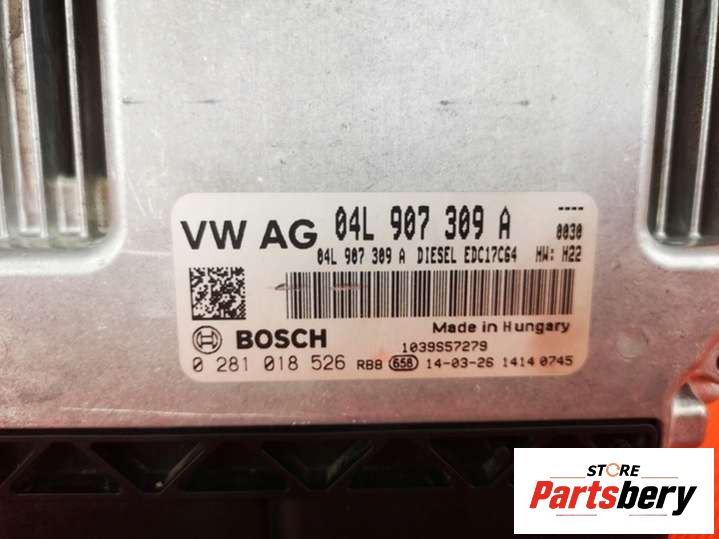 VW AG 04L 907 309 A ----
0030
04L 907 309 A DIESEL EDC17C64 HW: H22
BOSCH Made in Hungary
1039S57279
0 281 018 526 RBB 658 14-03-26 1414 0745
STORE
Partsbery